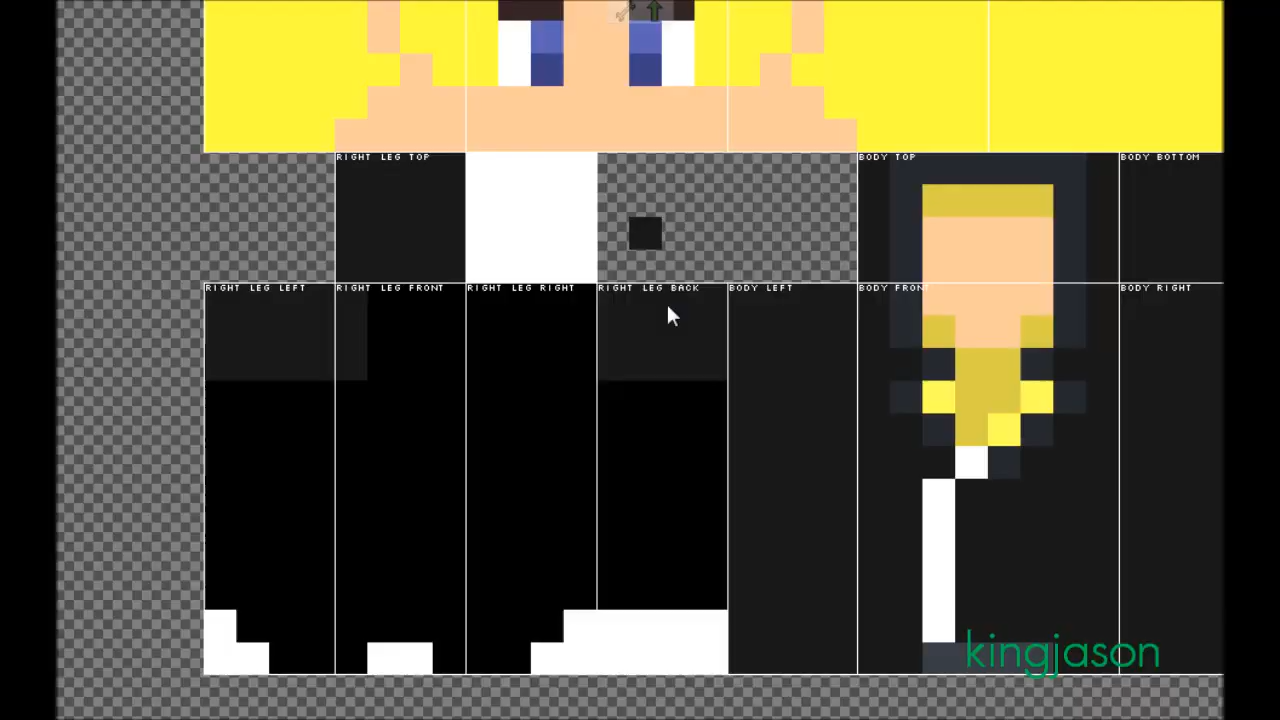 RIGHT LEG TOP
BODY TOP
BODY BOTTOM
RIGHT LEG LEFT
RIGHT LEG FRONT
RIGHT LEG RIGHT
RIGHT LEG BACK
BODY LEFT
BODY FRONT
BODY RIGHT
kingjason